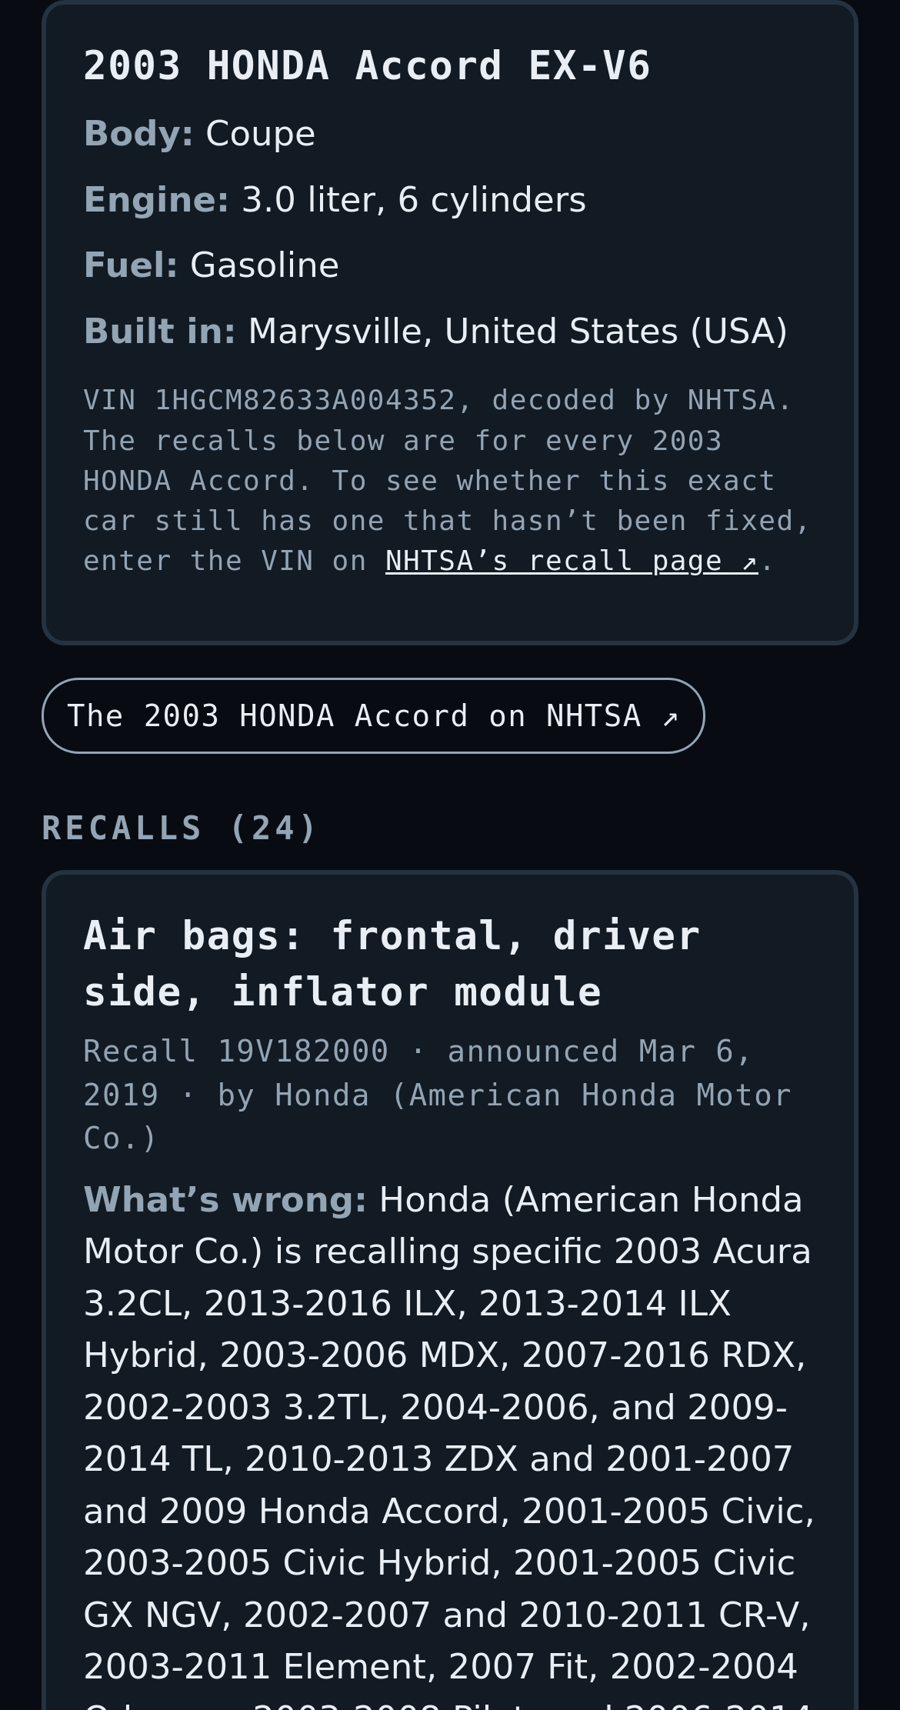 2003 HONDA Accord EX-V6
Body: Coupe
Engine: 3.0 liter, 6 cylinders
Fuel: Gasoline
Built in: Marysville, United States (USA)
VIN 1HGCM82633A004352, decoded by NHTSA.
The recalls below are for every 2003
HONDA Accord. To see whether this exact
car still has one that hasn’t been fixed,
enter the VIN on NHTSA’s recall page ↗.
The 2003 HONDA Accord on NHTSA ↗
RECALLS (24)
Air bags: frontal, driver
side, inflator module
Recall 19V182000 · announced Mar 6,
2019 · by Honda (American Honda Motor
Co.)
What’s wrong: Honda (American Honda
Motor Co.) is recalling specific 2003 Acura
3.2CL, 2013-2016 ILX, 2013-2014 ILX
Hybrid, 2003-2006 MDX, 2007-2016 RDX,
2002-2003 3.2TL, 2004-2006, and 2009-
2014 TL, 2010-2013 ZDX and 2001-2007
and 2009 Honda Accord, 2001-2005 Civic,
2003-2005 Civic Hybrid, 2001-2005 Civic
GX NGV, 2002-2007 and 2010-2011 CR-V,
2003-2011 Element, 2007 Fit, 2002-2004